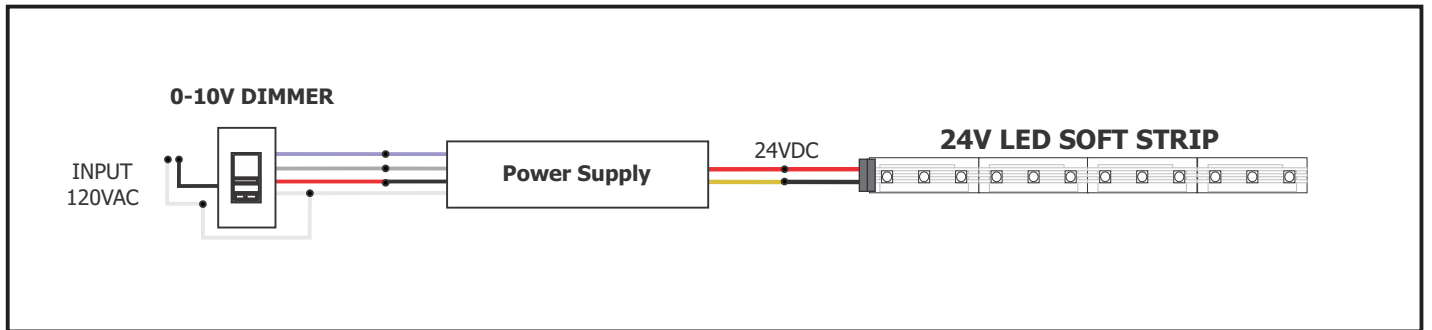 0-10V DIMMER
INPUT
120VAC
Power Supply
24VDC
24V LED SOFT STRIP